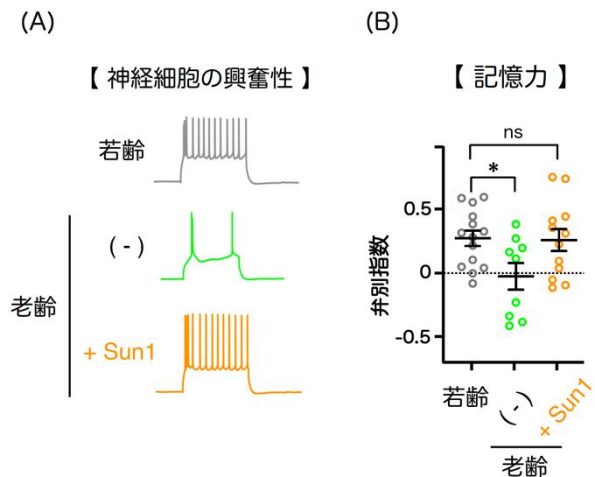 (A)
【 神経細胞の興奮性 】
若齢
(-)
老齢
+ Sun1
(B)
【 記憶力 】
ns
*
0.5
0
-0.5
弁別指数
若齢
(-)
+ Sun1
老齢